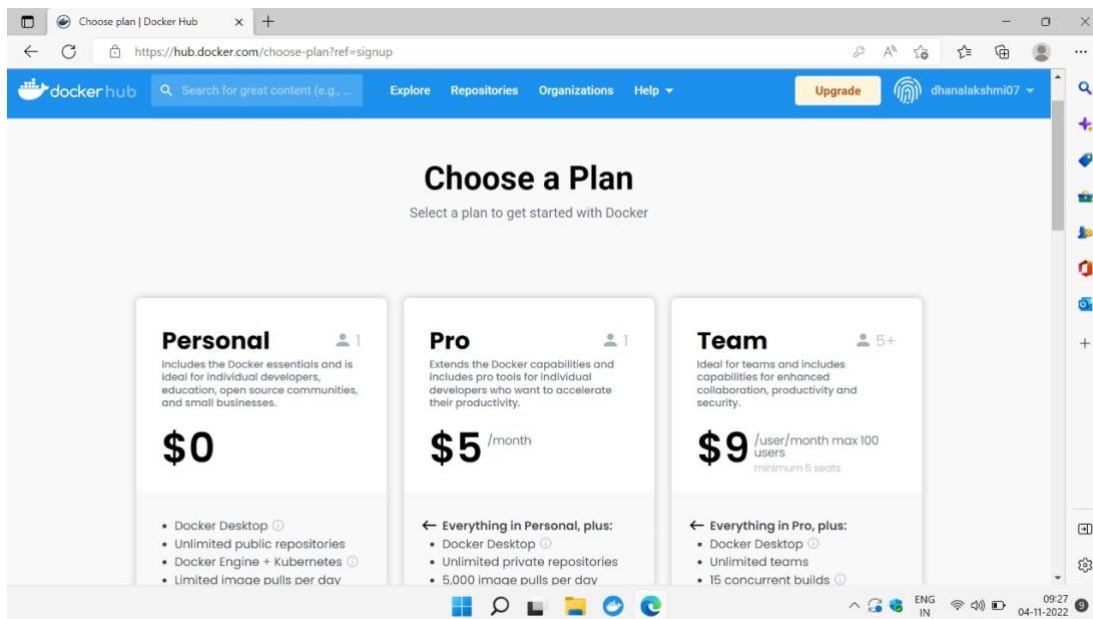 Choose plan | Docker Hub
https://hub.docker.com/choose-plan?ref=signup
dockerhub
Search for great content (e.g., ...
Explore
Repositories
Organizations
Help
Upgrade
dhanalakshmi07
Choose a Plan
Select a plan to get started with Docker
Personal 1
Includes the Docker essentials and is
ideal for individual developers,
education, open source communities,
and small businesses.
$0
• Docker Desktop
• Unlimited public repositories
• Docker Engine + Kubernetes
• Limited image pulls per day
Pro 1
Extends the Docker capabilities and
includes pro tools for individual
developers who want to accelerate
their productivity.
$5 /month
← Everything in Personal, plus:
• Docker Desktop
• Unlimited private repositories
• 5,000 image pulls per day
Team 5+
Ideal for teams and includes
capabilities for enhanced
collaboration, productivity and
security.
$9 /user/month max 100
users
minimum 5 seats
← Everything in Pro, plus:
• Docker Desktop
• Unlimited teams
• 15 concurrent builds
ENG
IN
09:27
04-11-2022
9